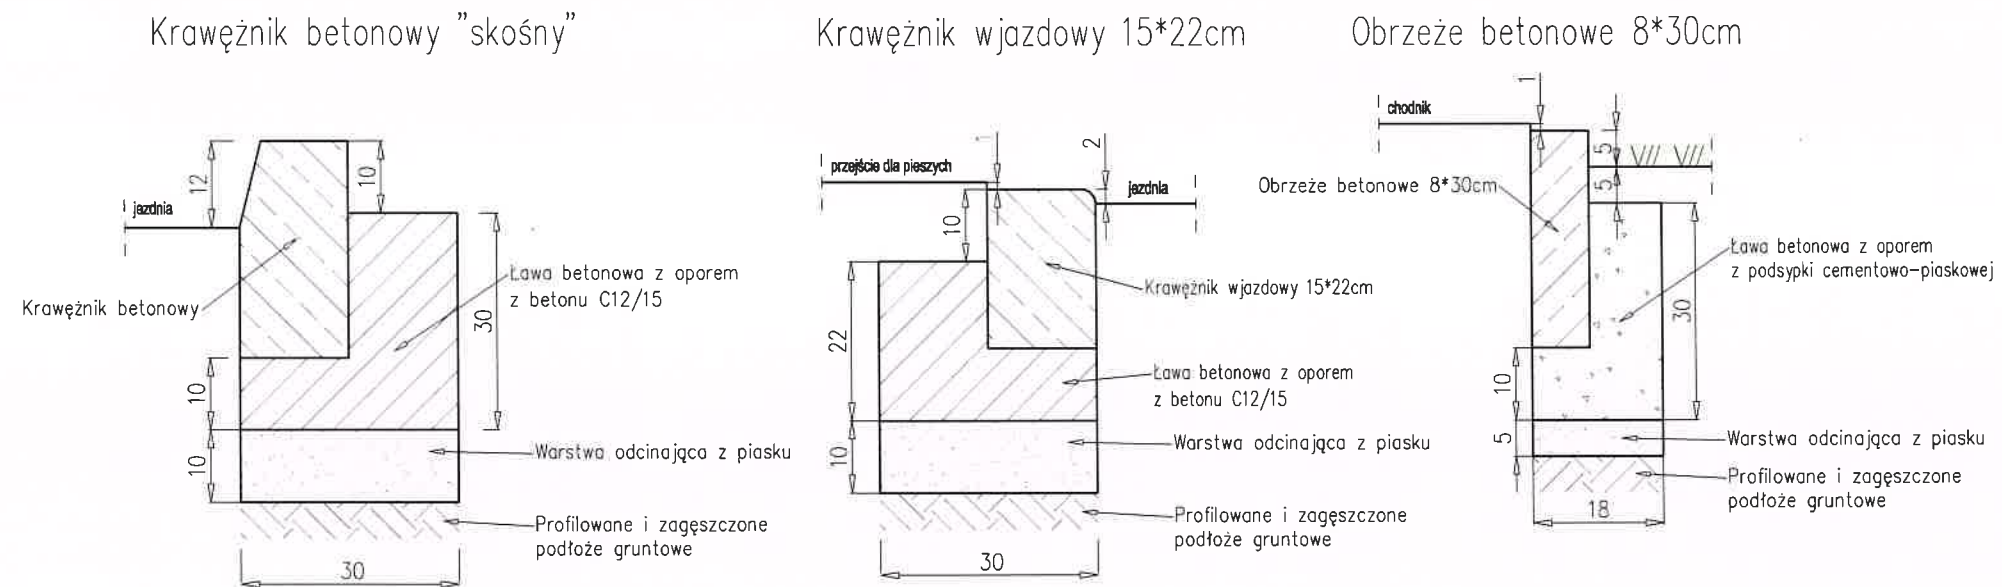 Krawężnik betonowy "skośny"
12
10
jezdnia
Krawężnik betonowy
Ława betonowa z oporem
z betonu C12/15
30
10
10
Warstwa odcinająca z piasku
Profilowane i zagęszczone
podłoże gruntowe
30
Krawężnik wjazdowy 15*22cm
1
2
przejście dla pieszych
jezdnia
10
Krawężnik wjazdowy 15*22cm
22
Ława betonowa z oporem
z betonu C12/15
10
Warstwa odcinająca z piasku
Profilowane i zagęszczone
podłoże gruntowe
30
Obrzeże betonowe 8*30cm
1
chodnik
5
5
Obrzeże betonowe 8*30cm
Ława betonowa z oporem
z podsypki cementowo-piaskowej
30
10
5
Warstwa odcinająca z piasku
Profilowane i zagęszczone
podłoże gruntowe
18